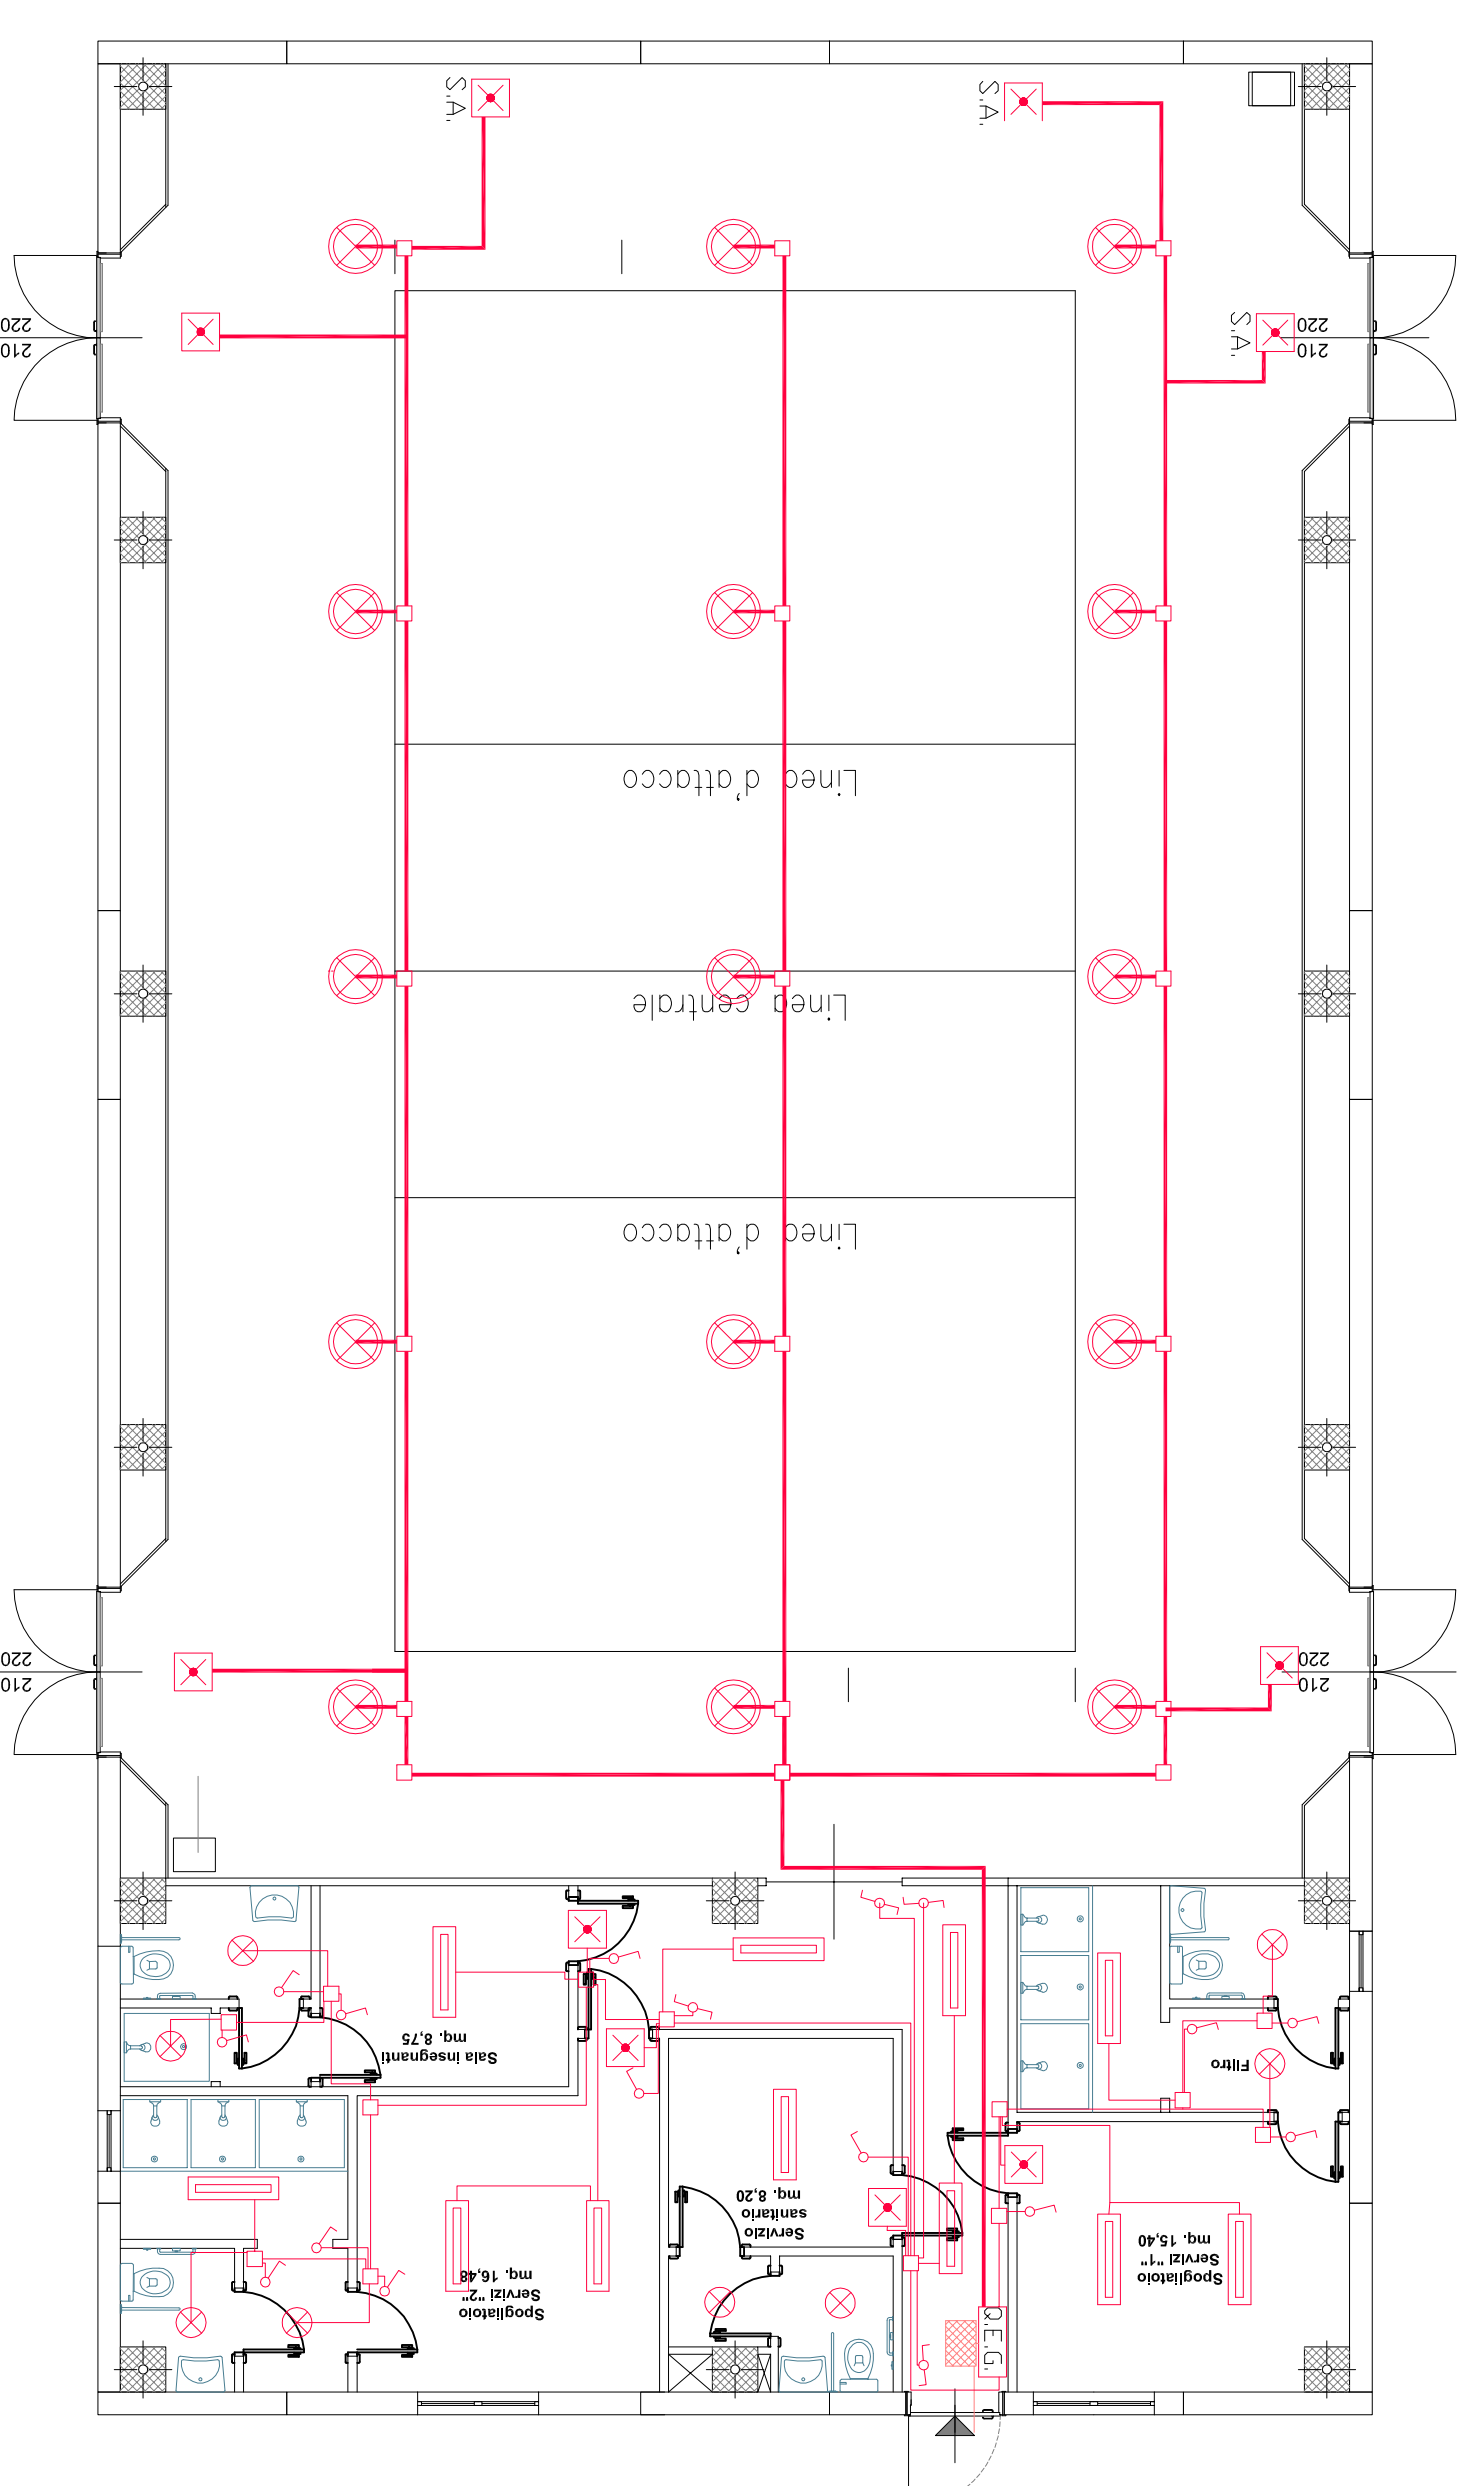 S.A.
S.A.
220
210
S.A.
220
210
Linea d'attacco
Linea centrale
Linea d'attacco
220
210
220
210
Sala insegnanti
mq. 8,75
Filtro
Servizio
sanitario
mq. 8,20
Spogliatoio
Servizi "1"
mq. 15,40
Spogliatoio
Servizi "2"
mq. 16,48
Q.E.G.